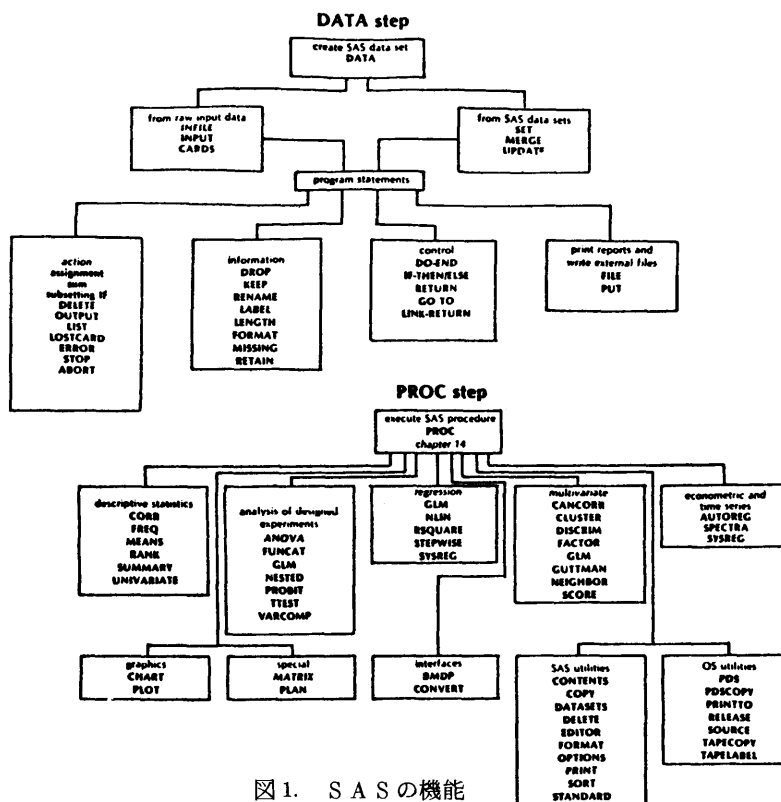 DATA step
create SAS data set
DATA
from raw input data
INFILE
INPUT
CARDS
from SAS data sets
SET
MERGE
UPDATE
program statements
action
assignment
sum
subsetting If
DELETE
OUTPUT
LIST
LOSTCARD
ERROR
STOP
ABORT
information
DROP
KEEP
RENAME
LABEL
LENGTH
FORMAT
MISSING
RETAIN
control
DO-END
IF-THEN/ELSE
RETURN
GO TO
LINK-RETURN
print reports and
write external files
FILE
PUT
PROC step
execute SAS procedure
PROC
chapter 14
descriptive statistics
CORR
FREQ
MEANS
RANK
SUMMARY
UNIVARIATE
analysis of designed
experiments
ANOVA
FUNCAT
GLM
NESTED
PROBIT
TTEST
VARCOMP
regression
GLM
NLIN
RSQUARE
STEPWISE
SYSREG
multivariate
CANCORR
CLUSTER
DISCRIM
FACTOR
GLM
GUTTMAN
NEIGHBOR
SCORE
econometric and
time series
AUTOREG
SPECTRA
SYSREG
graphics
CHART
PLOT
special
MATRIX
PLAN
interfaces
BMDP
CONVERT
SAS utilities
CONTENTS
COPY
DATASETS
DELETE
EDITOR
FORMAT
OPTIONS
PRINT
SORT
STANDARD
OS utilities
PDS
PDSCOPY
PRINTTO
RELEASE
SOURCE
TAPECOPY
TAPELABEL
図1. SASの機能